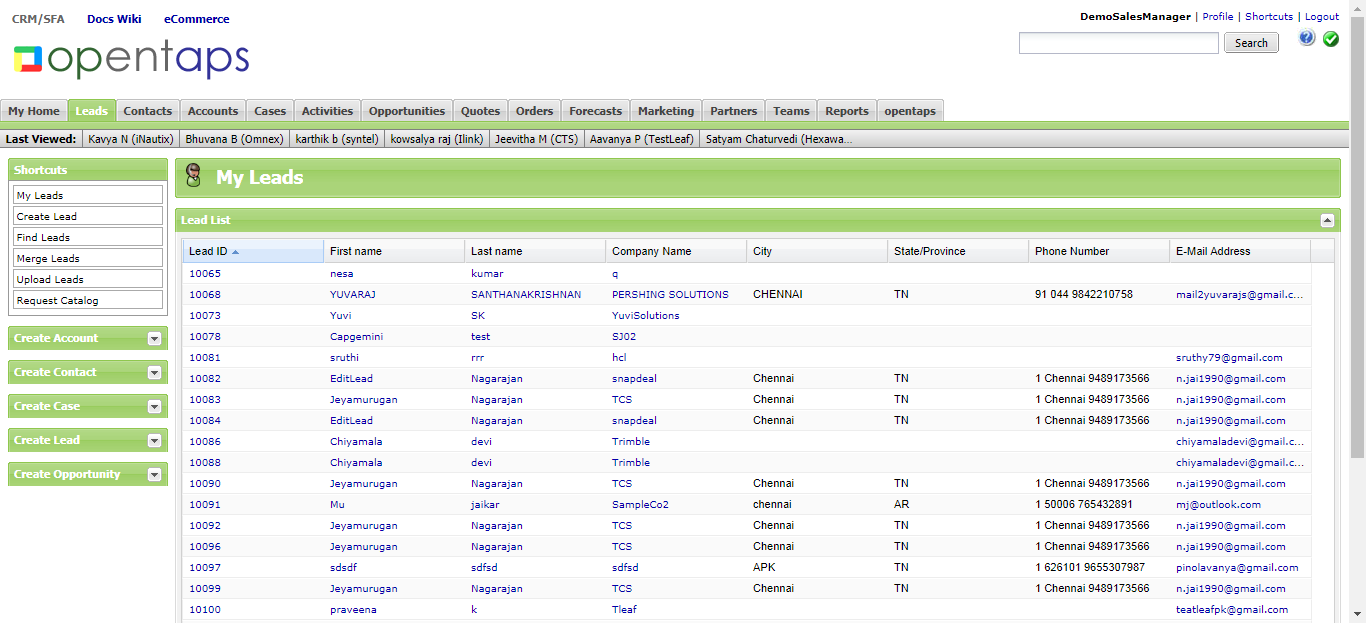 CRM/SFA Docs Wiki eCommerce
DemoSalesManager | Profile | Shortcuts | Logout
opentaps
Search
My Home Leads Contacts Accounts Cases Activities Opportunities Quotes Orders Forecasts Marketing Partners Teams Reports opentaps
Last Viewed: Kavya N (iNautix) Bhuvana B (Omnex) karthik b (syntel) kowsalya raj (Ilink) Jeevitha M (CTS) Aavanya P (TestLeaf) Satyam Chaturvedi (Hexawa...
Shortcuts
My Leads
Create Lead
Find Leads
Merge Leads
Upload Leads
Request Catalog
Create Account
Create Contact
Create Case
Create Lead
Create Opportunity
My Leads
Lead List
Lead ID First name Last name Company Name City State/Province Phone Number E-Mail Address
10065 nesa kumar q
10068 YUVARAJ SANTHANAKRISHNAN PERSHING SOLUTIONS CHENNAI TN 91 044 9842210758 mail2yuvarajs@gmail.c...
10073 Yuvi SK YuviSolutions
10078 Capgemini test SJ02
10081 sruthi rrr hcl sruthy79@gmail.com
10082 EditLead Nagarajan snapdeal Chennai TN 1 Chennai 9489173566 n.jai1990@gmail.com
10083 Jeyamurugan Nagarajan TCS Chennai TN 1 Chennai 9489173566 n.jai1990@gmail.com
10084 EditLead Nagarajan snapdeal Chennai TN 1 Chennai 9489173566 n.jai1990@gmail.com
10086 Chiyamala devi Trimble chiyamaladevi@gmail.c...
10088 Chiyamala devi Trimble chiyamaladevi@gmail.c...
10090 Jeyamurugan Nagarajan TCS Chennai TN 1 Chennai 9489173566 n.jai1990@gmail.com
10091 Mu jaikar SampleCo2 chennai AR 1 50006 765432891 mj@outlook.com
10092 Jeyamurugan Nagarajan TCS Chennai TN 1 Chennai 9489173566 n.jai1990@gmail.com
10096 Jeyamurugan Nagarajan TCS Chennai TN 1 Chennai 9489173566 n.jai1990@gmail.com
10097 sdsdf sdfsd sdfsd APK TN 1 626101 9655307987 pinolavanya@gmail.com
10099 Jeyamurugan Nagarajan TCS Chennai TN 1 Chennai 9489173566 n.jai1990@gmail.com
10100 praveena k Tleaf teatleafpk@gmail.com